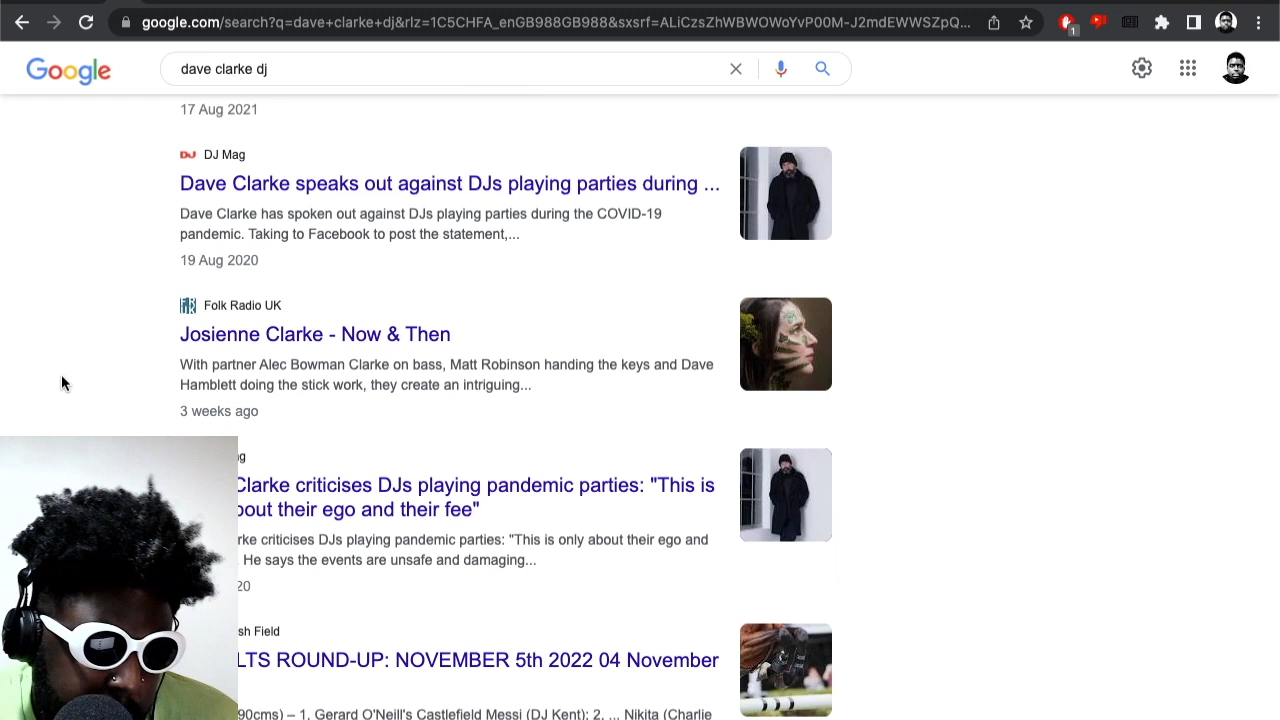 google.com/search?q=dave+clarke+dj&rlz=1C5CHFA_enGB988GB988&sxsrf=ALiCzsZhWBWOWoYvP00M-J2mdEWWSZpQ...
1
Google
dave clarke dj
17 Aug 2021
DJ Mag
Dave Clarke speaks out against DJs playing parties during ...
Dave Clarke has spoken out against DJs playing parties during the COVID-19
pandemic. Taking to Facebook to post the statement,...
19 Aug 2020
Folk Radio UK
Josienne Clarke - Now & Then
With partner Alec Bowman Clarke on bass, Matt Robinson handing the keys and Dave
Hamblett doing the stick work, they create an intriguing...
3 weeks ago
g
Clarke criticises DJs playing pandemic parties: "This is
bout their ego and their fee"
rke criticises DJs playing pandemic parties: "This is only about their ego and
. He says the events are unsafe and damaging...
20
sh Field
LTS ROUND-UP: NOVEMBER 5th 2022 04 November
90cms) – 1. Gerard O'Neill's Castlefield Messi (DJ Kent); 2. ... Nikita (Charlie